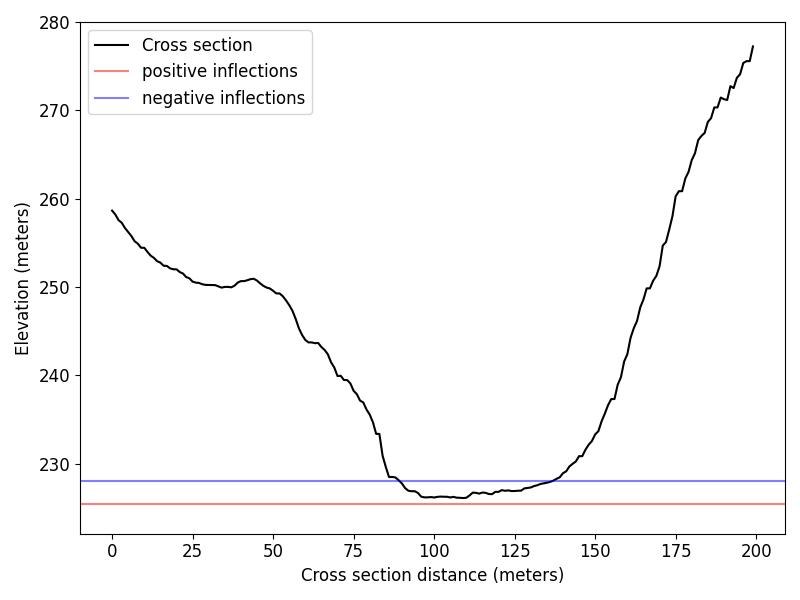 280
270
260
250
240
230
Elevation (meters)
Cross section
positive inflections
negative inflections
0 25 50 75 100 125 150 175 200
Cross section distance (meters)